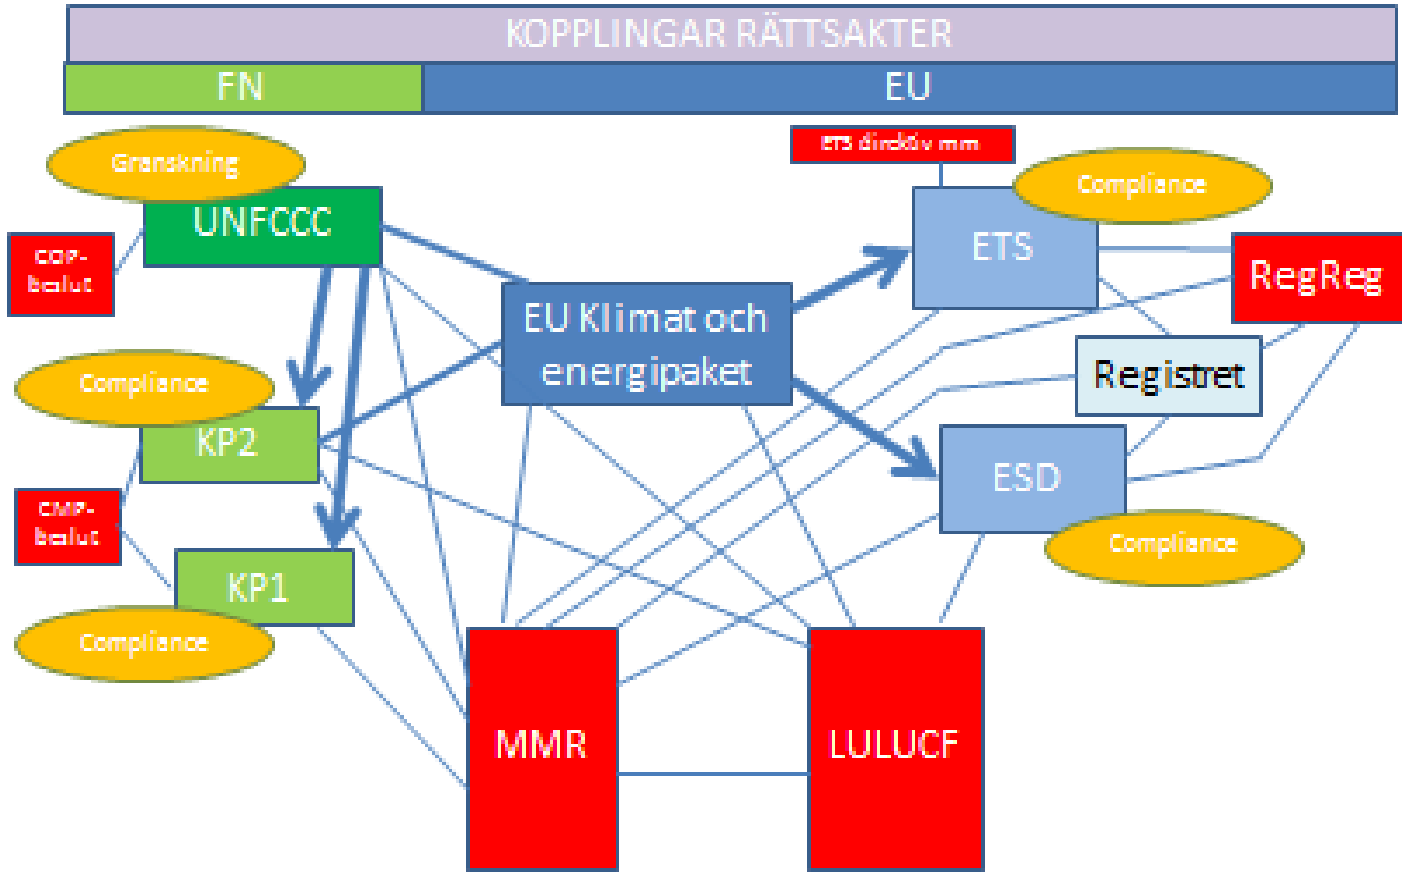 KOPPLINGAR RÄTTSAKTER
FN
EU
ETS direktiv mm
Granskning
Compliance
UNFCCC
COP-
beslut
ETS
RegReg
EU Klimat och
energipaket
Registret
Compliance
KP2
ESD
CMP-
beslut
Compliance
KP1
Compliance
MMR
LULUCF